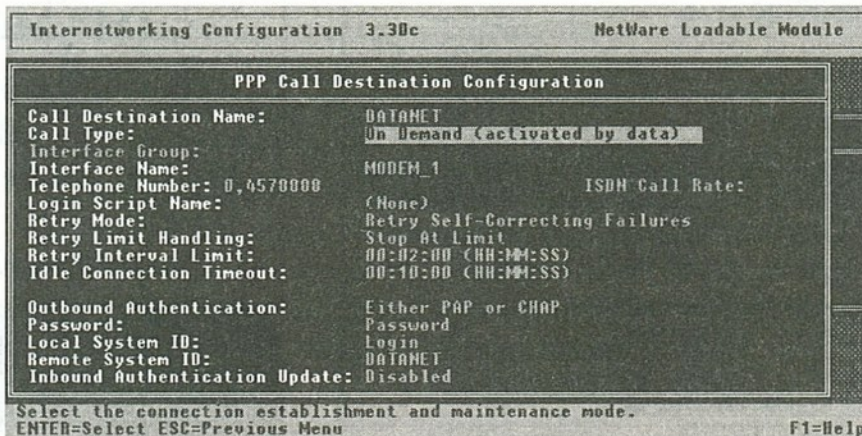 Internetworking Configuration 3.30c NetWare Loadable Module
PPP Call Destination Configuration
Call Destination Name: DATANET
Call Type: On Demand (activated by data)
Interface Group:
Interface Name: MODEM_1
Telephone Number: 0,4570000 ISDN Call Rate:
Login Script Name: (None)
Retry Mode: Retry Self-Correcting Failures
Retry Limit Handling: Stop At Limit
Retry Interval Limit: 00:02:00 (HH:MM:SS)
Idle Connection Timeout: 00:10:00 (HH:MM:SS)
Outbound Authentication: Either PAP or CHAP
Password: Password
Local System ID: Login
Remote System ID: DATANET
Inbound Authentication Update: Disabled
Select the connection establishment and maintenance mode.
ENTER=Select ESC=Previous Menu F1=Help